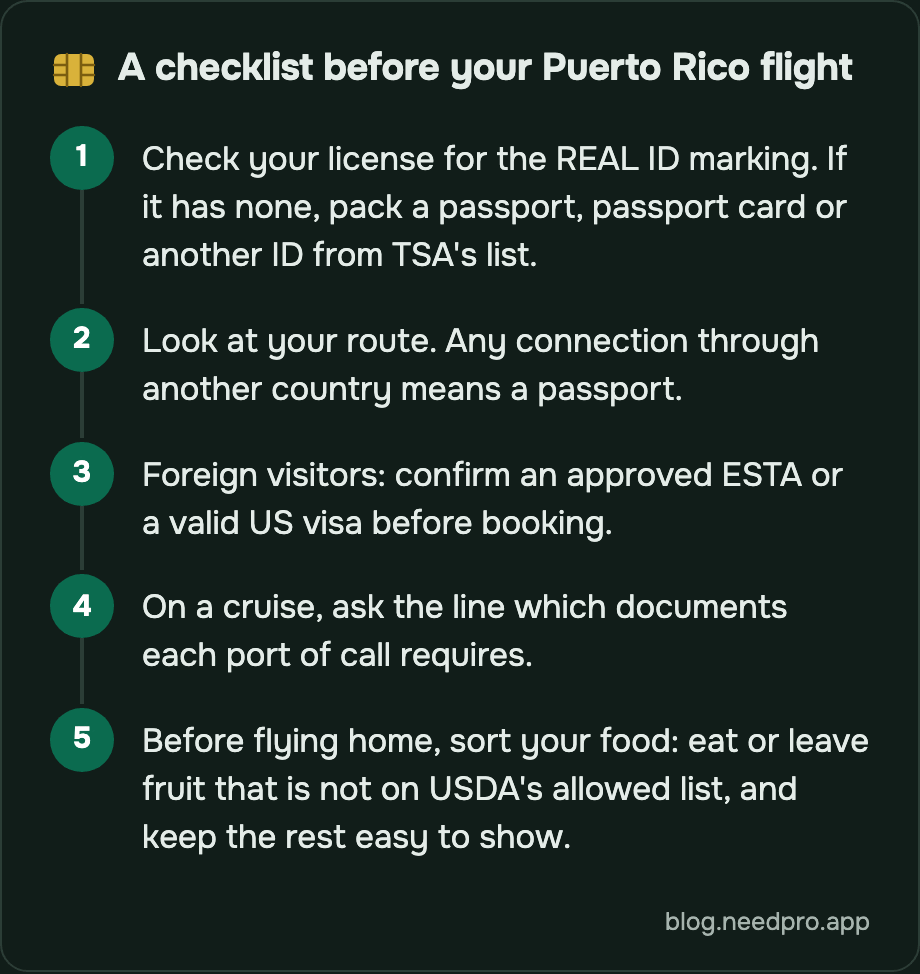 A checklist before your Puerto Rico flight
1
Check your license for the REAL ID marking. If
it has none, pack a passport, passport card or
another ID from TSA's list.
2
Look at your route. Any connection through
another country means a passport.
3
Foreign visitors: confirm an approved ESTA or
a valid US visa before booking.
4
On a cruise, ask the line which documents
each port of call requires.
5
Before flying home, sort your food: eat or leave
fruit that is not on USDA's allowed list, and
keep the rest easy to show.
blog.needpro.app